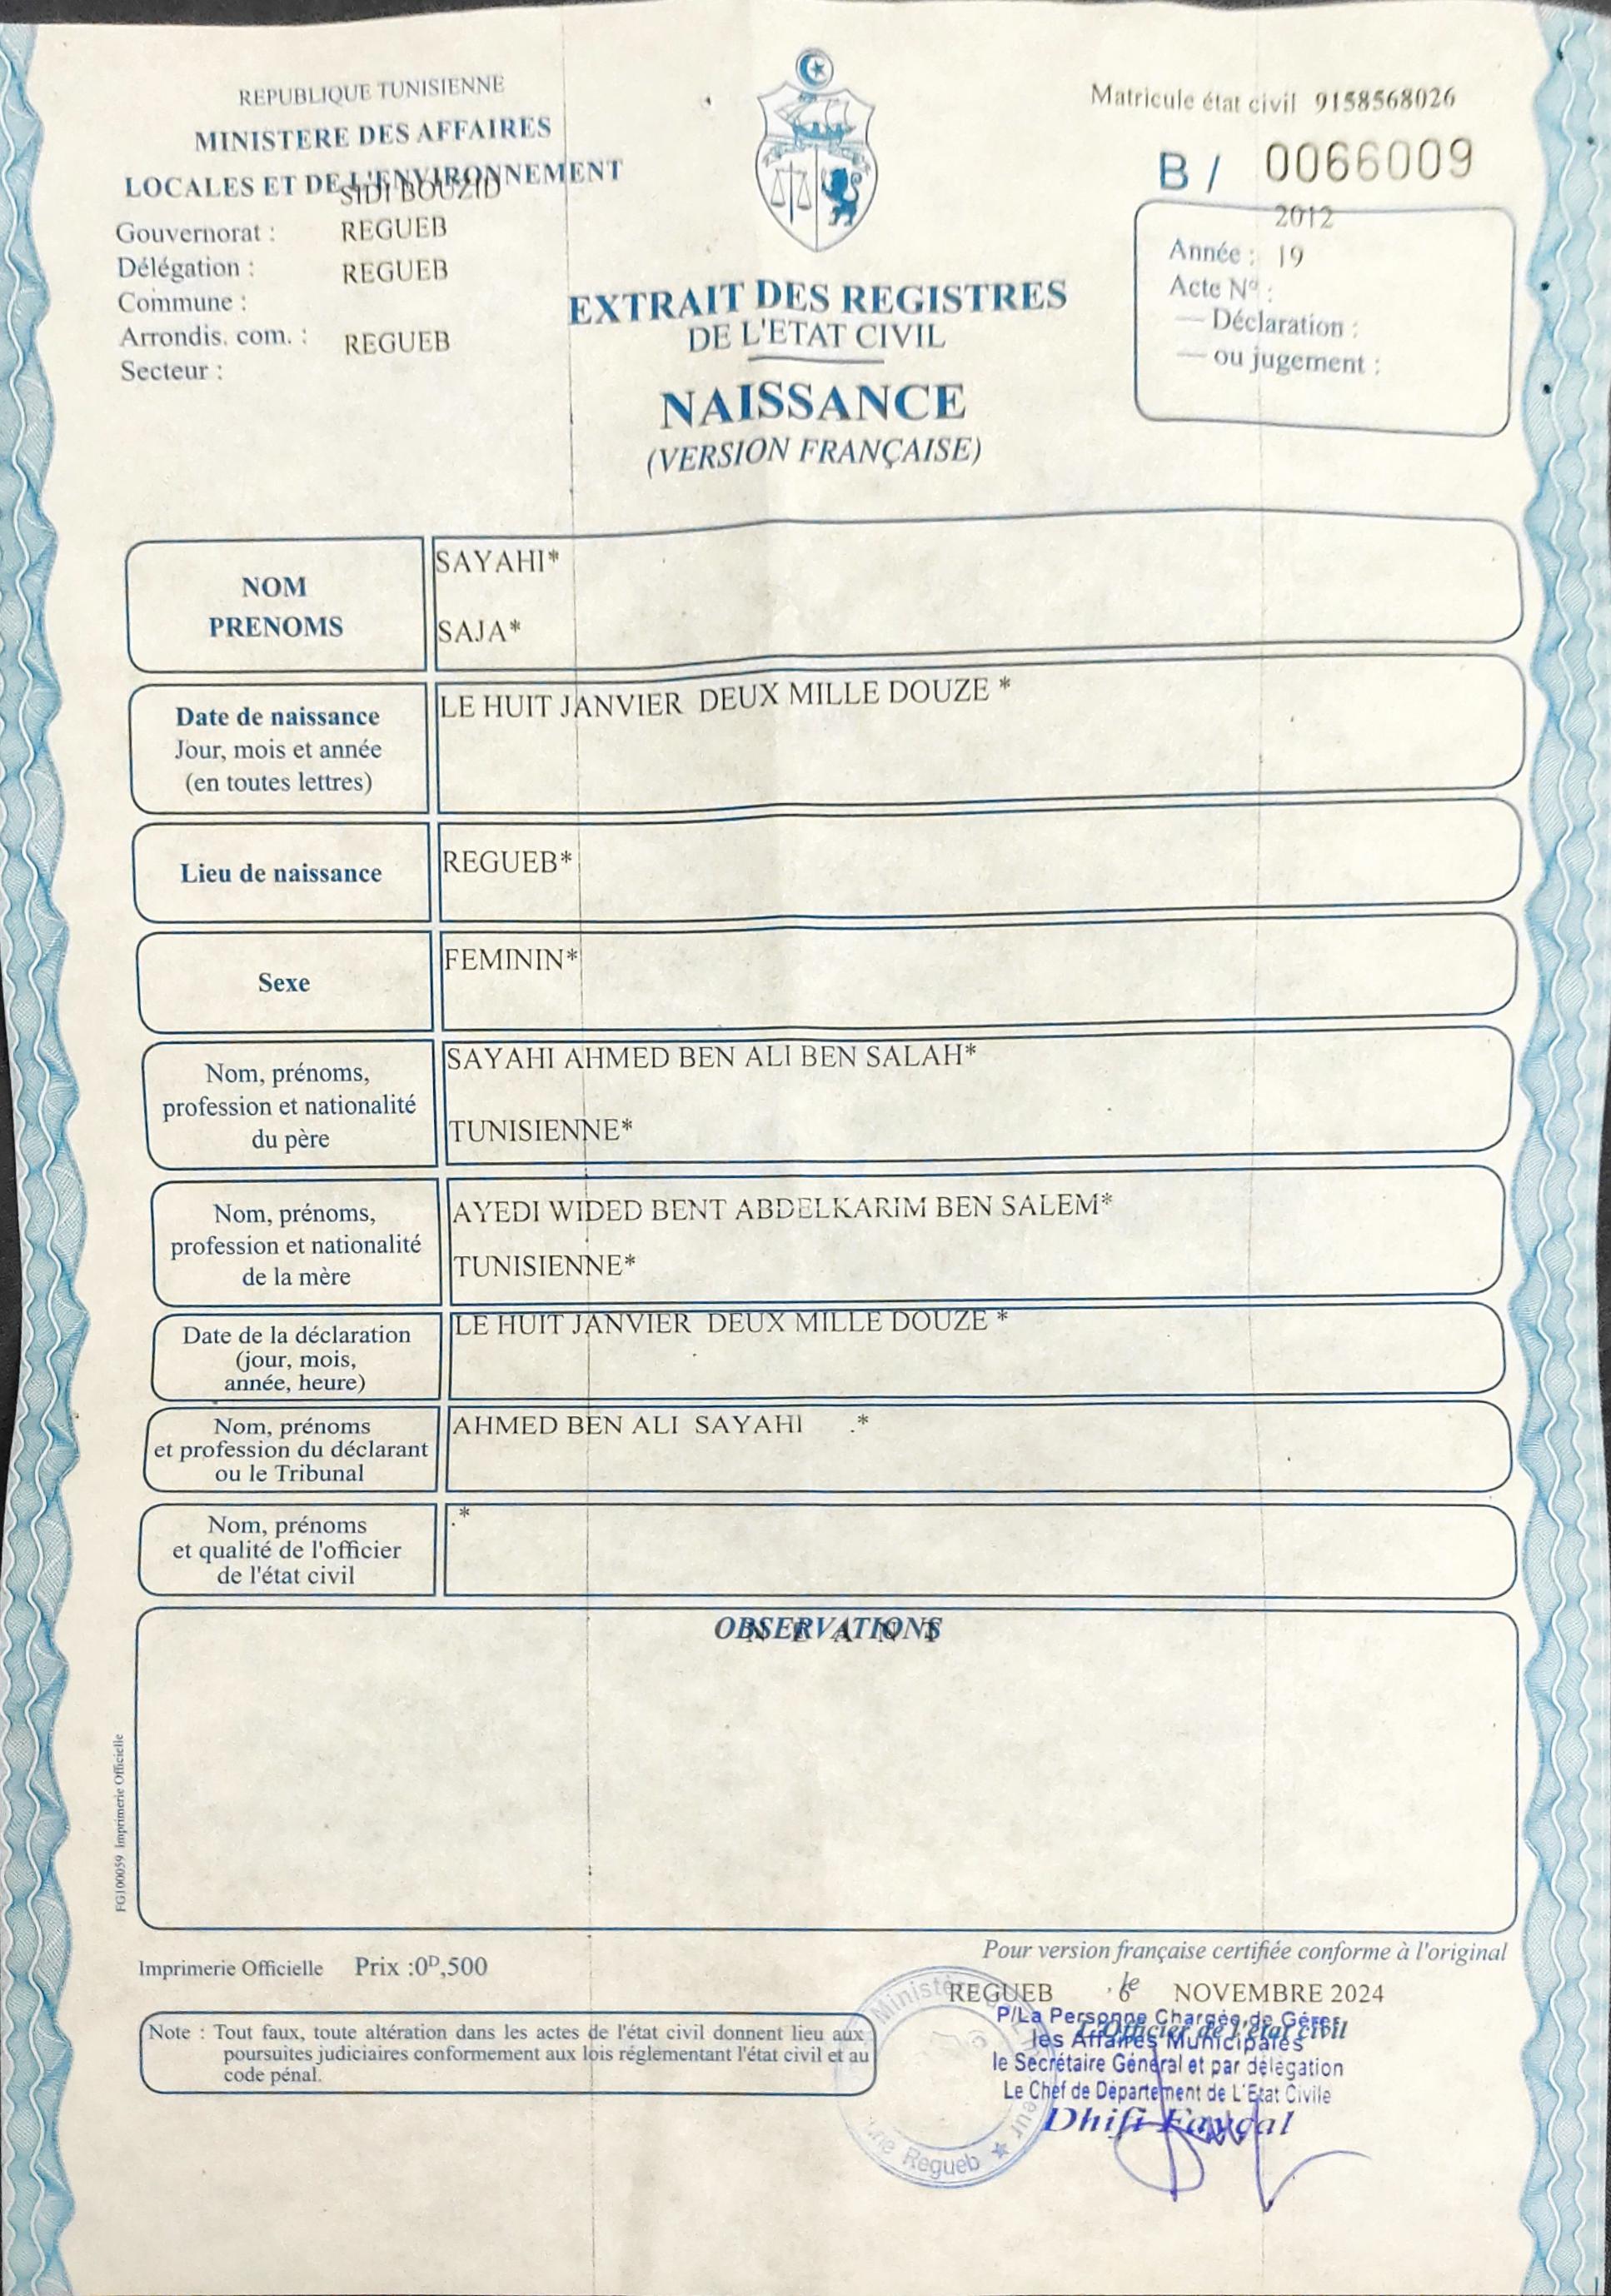 REPUBLIQUE TUNISIENNE
MINISTERE DES AFFAIRES
LOCALES ET DE L'ENVIRONNEMENT
SIDI BOUZID
Gouvernorat : REGUEB
Délégation : REGUEB
Commune :
Arrondis. com. : REGUEB
Secteur :
EXTRAIT DES REGISTRES
DE L'ETAT CIVIL
NAISSANCE
(VERSION FRANÇAISE)
Matricule état civil 9158568026
B / 0066009
2012
Année : 19
Acte N° :
— Déclaration :
— ou jugement :
NOM
PRENOMS
SAYAHI*
SAJA*
Date de naissance
Jour, mois et année
(en toutes lettres)
LE HUIT JANVIER DEUX MILLE DOUZE *
Lieu de naissance
REGUEB*
Sexe
FEMININ*
Nom, prénoms,
profession et nationalité
du père
SAYAHI AHMED BEN ALI BEN SALAH*
TUNISIENNE*
Nom, prénoms,
profession et nationalité
de la mère
AYEDI WIDED BENT ABDELKARIM BEN SALEM*
TUNISIENNE*
Date de la déclaration
(jour, mois,
année, heure)
LE HUIT JANVIER DEUX MILLE DOUZE *
Nom, prénoms
et profession du déclarant
ou le Tribunal
AHMED BEN ALI SAYAHI .*
Nom, prénoms
et qualité de l'officier
de l'état civil
.*
OBSERVATIONS
N E A N T
FG100059 Imprimerie Officielle
Imprimerie Officielle Prix :0D,500
Note : Tout faux, toute altération dans les actes de l'état civil donnent lieu aux
poursuites judiciaires conformement aux lois réglementant l'état civil et au
code pénal.
Pour version française certifiée conforme à l'original
REGUEB , le 6 NOVEMBRE 2024
L'Officier de l'état civil
P/La Personne Chargée de Gérer
les Affaires Municipales
le Secrétaire Général et par délégation
Le Chef de Département de L'Etat Civile
Dhifi Fayçal
Ministère
Regueb